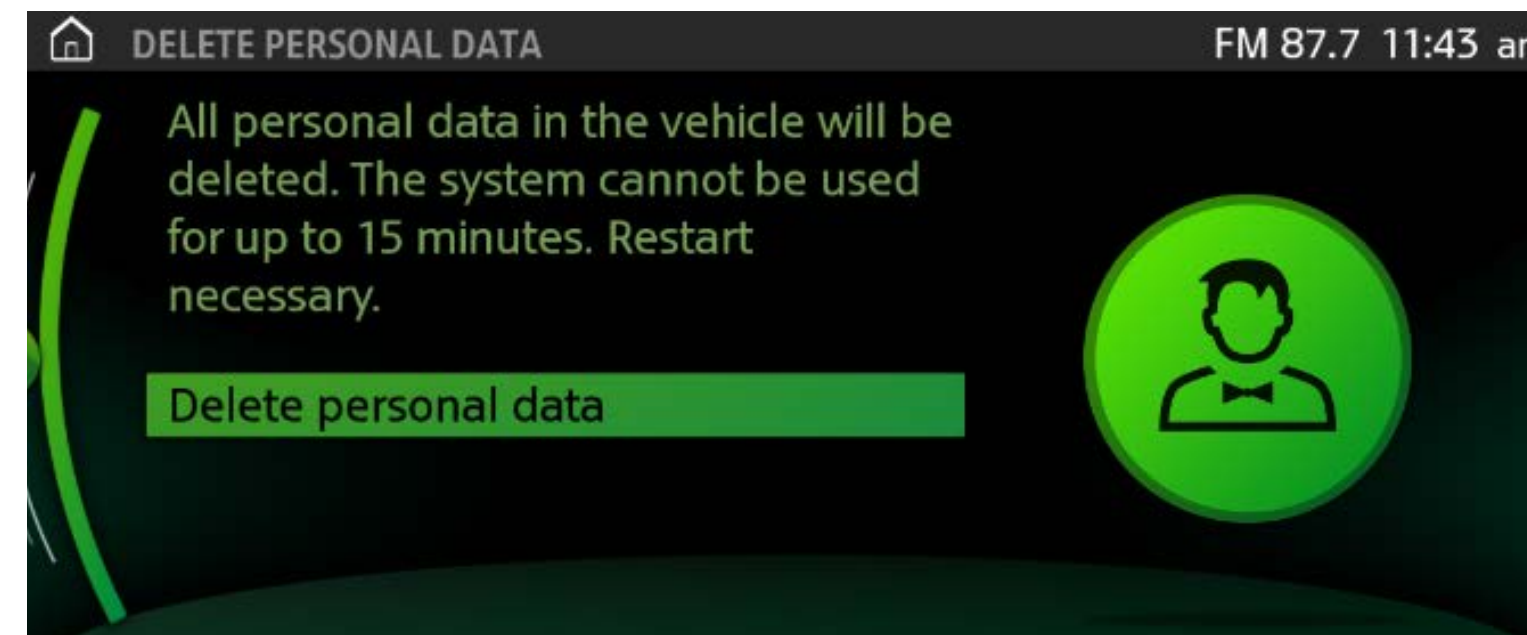 DELETE PERSONAL DATA
FM 87.7 11:43 am
All personal data in the vehicle will be
deleted. The system cannot be used
for up to 15 minutes. Restart
necessary.
Delete personal data